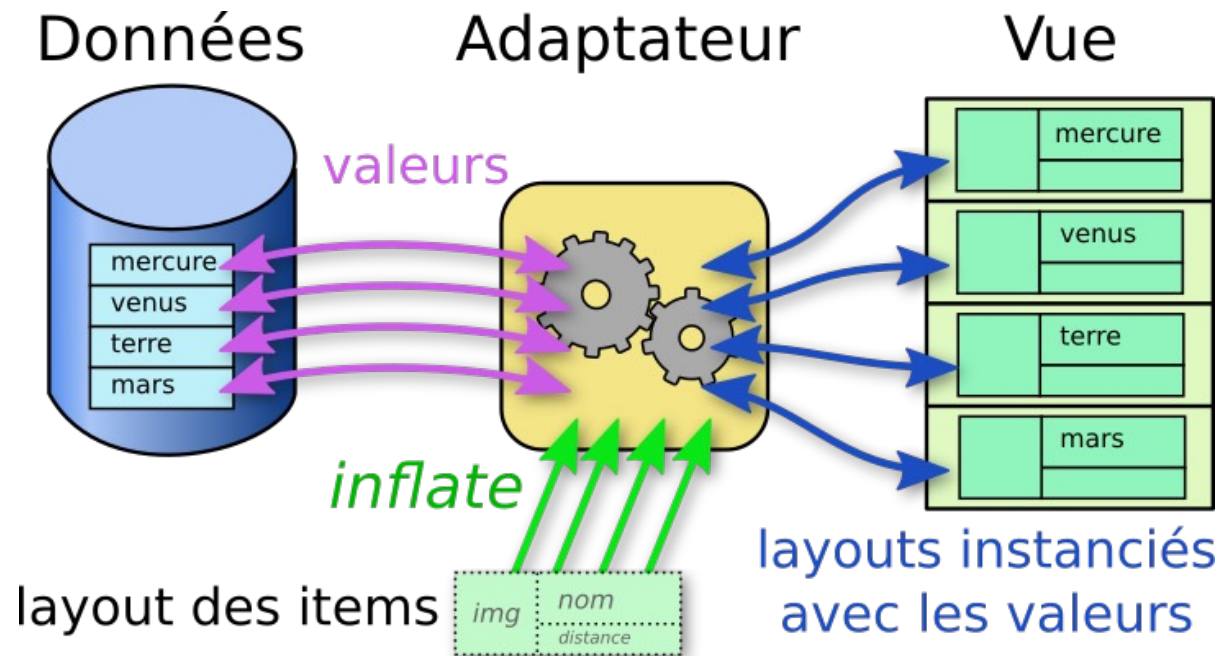 Données
Adaptateur
Vue
valeurs
mercure
venus
terre
mars
mercure
venus
terre
mars
inflate
layout des items
img
nom
distance
layouts instanciés
avec les valeurs